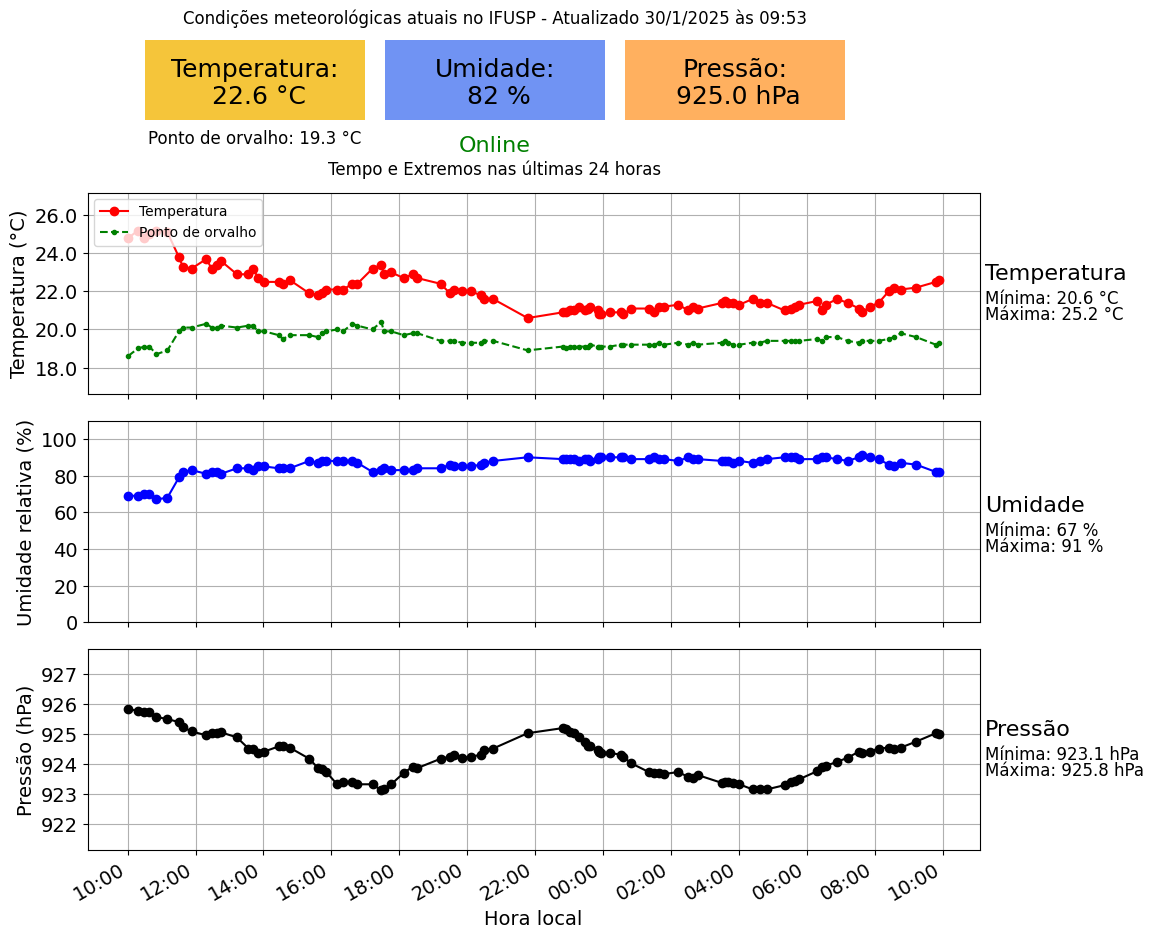 Condições meteorológicas atuais no IFUSP - Atualizado 30/1/2025 às 09:53
Temperatura:
22.6 °C
Umidade:
82 %
Pressão:
925.0 hPa
Ponto de orvalho: 19.3 °C
Online
Tempo e Extremos nas últimas 24 horas
Temperatura (°C)
26.0
24.0
22.0
20.0
18.0
Temperatura
Ponto de orvalho
Temperatura
Mínima: 20.6 °C
Máxima: 25.2 °C
Umidade relativa (%)
100
80
60
40
20
0
Umidade
Mínima: 67 %
Máxima: 91 %
Pressão (hPa)
927
926
925
924
923
922
Pressão
Mínima: 923.1 hPa
Máxima: 925.8 hPa
10:00 12:00 14:00 16:00 18:00 20:00 22:00 00:00 02:00 04:00 06:00 08:00 10:00
Hora local